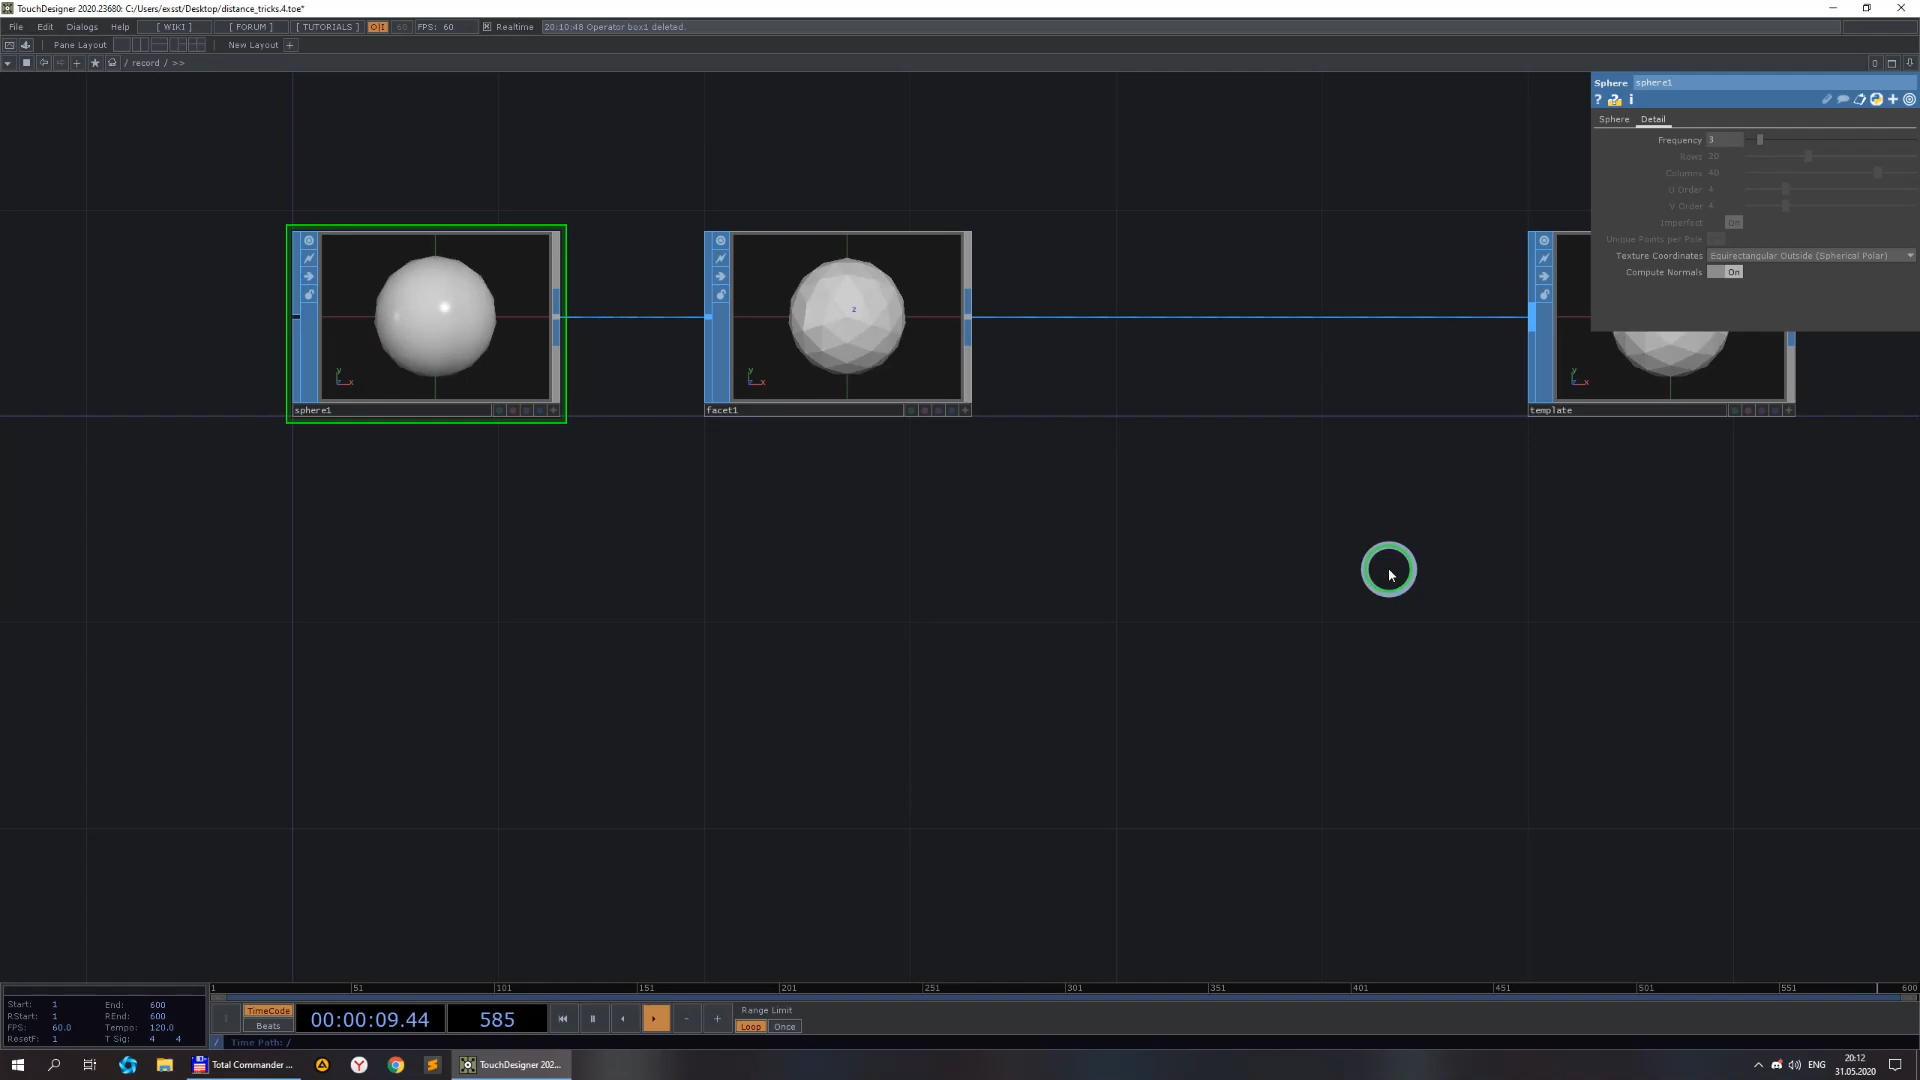 TouchDesigner 2020.23680: C:/Users/exsst/Desktop/distance_tricks.4.toe*
File Edit Dialogs Help [ WIKI ] [ FORUM ] [ TUTORIALS ] O|I 60 FPS: 60 Realtime 20:10:48 Operator box1 deleted.
Pane Layout New Layout +
/ record / >>
Sphere sphere1
? i
Sphere Detail
Frequency 3
Rows 20
Columns 40
U Order 4
V Order 4
Imperfect On
Unique Points per Pole
Texture Coordinates Equirectangular Outside (Spherical Polar)
Compute Normals On
sphere1
facet1
template
1 51 101 151 201 251 301 351 401 451 501 551 600
Start: 1 End: 600
RStart: 1 REnd: 600
FPS: 60.0 Tempo: 120.0
ResetF: 1 T Sig: 4 4
TimeCode
Beats
00:00:09.44
585
Range Limit
Loop Once
/ Time Path: /
Total Commander ...
TouchDesigner 202...
ENG
20:12
31.05.2020